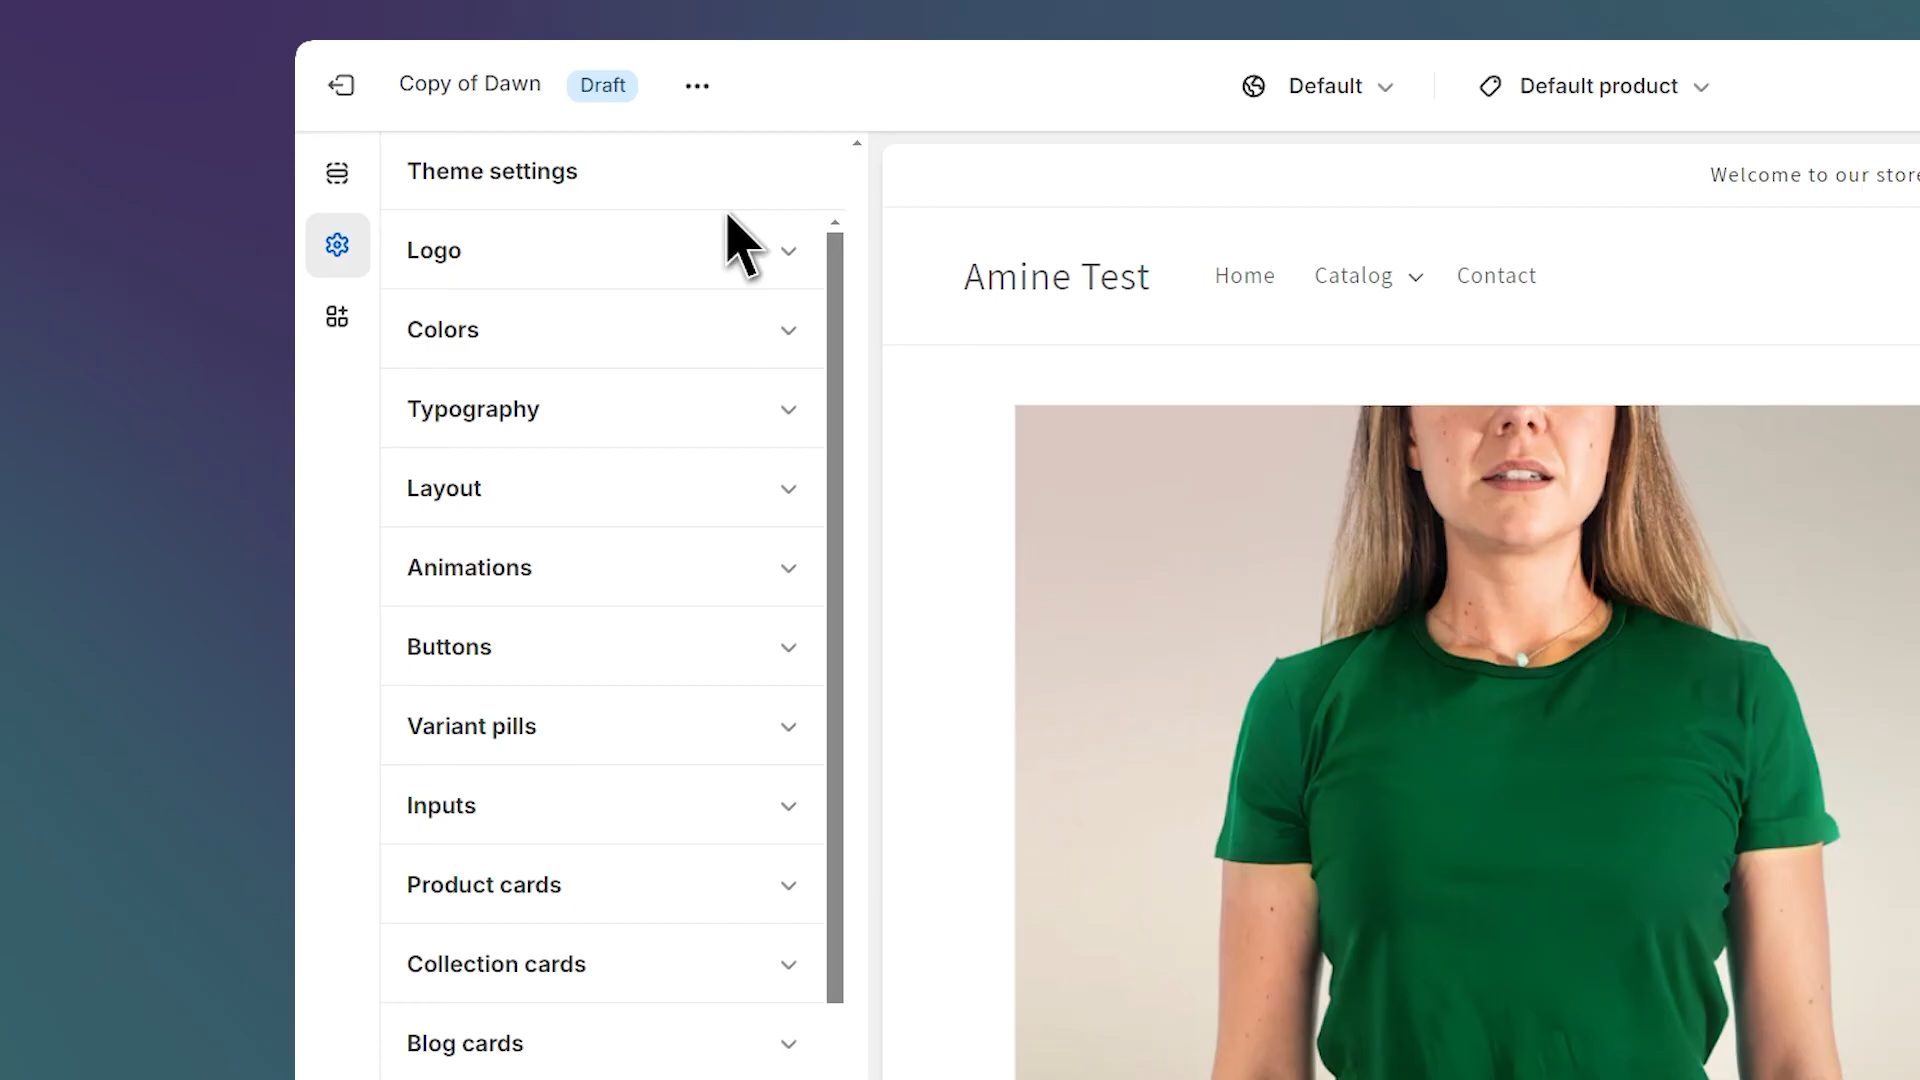 Copy of Dawn Draft Default Default product
Theme settings
Logo
Colors
Typography
Layout
Animations
Buttons
Variant pills
Inputs
Product cards
Collection cards
Blog cards
Welcome to our store
Amine Test Home Catalog Contact